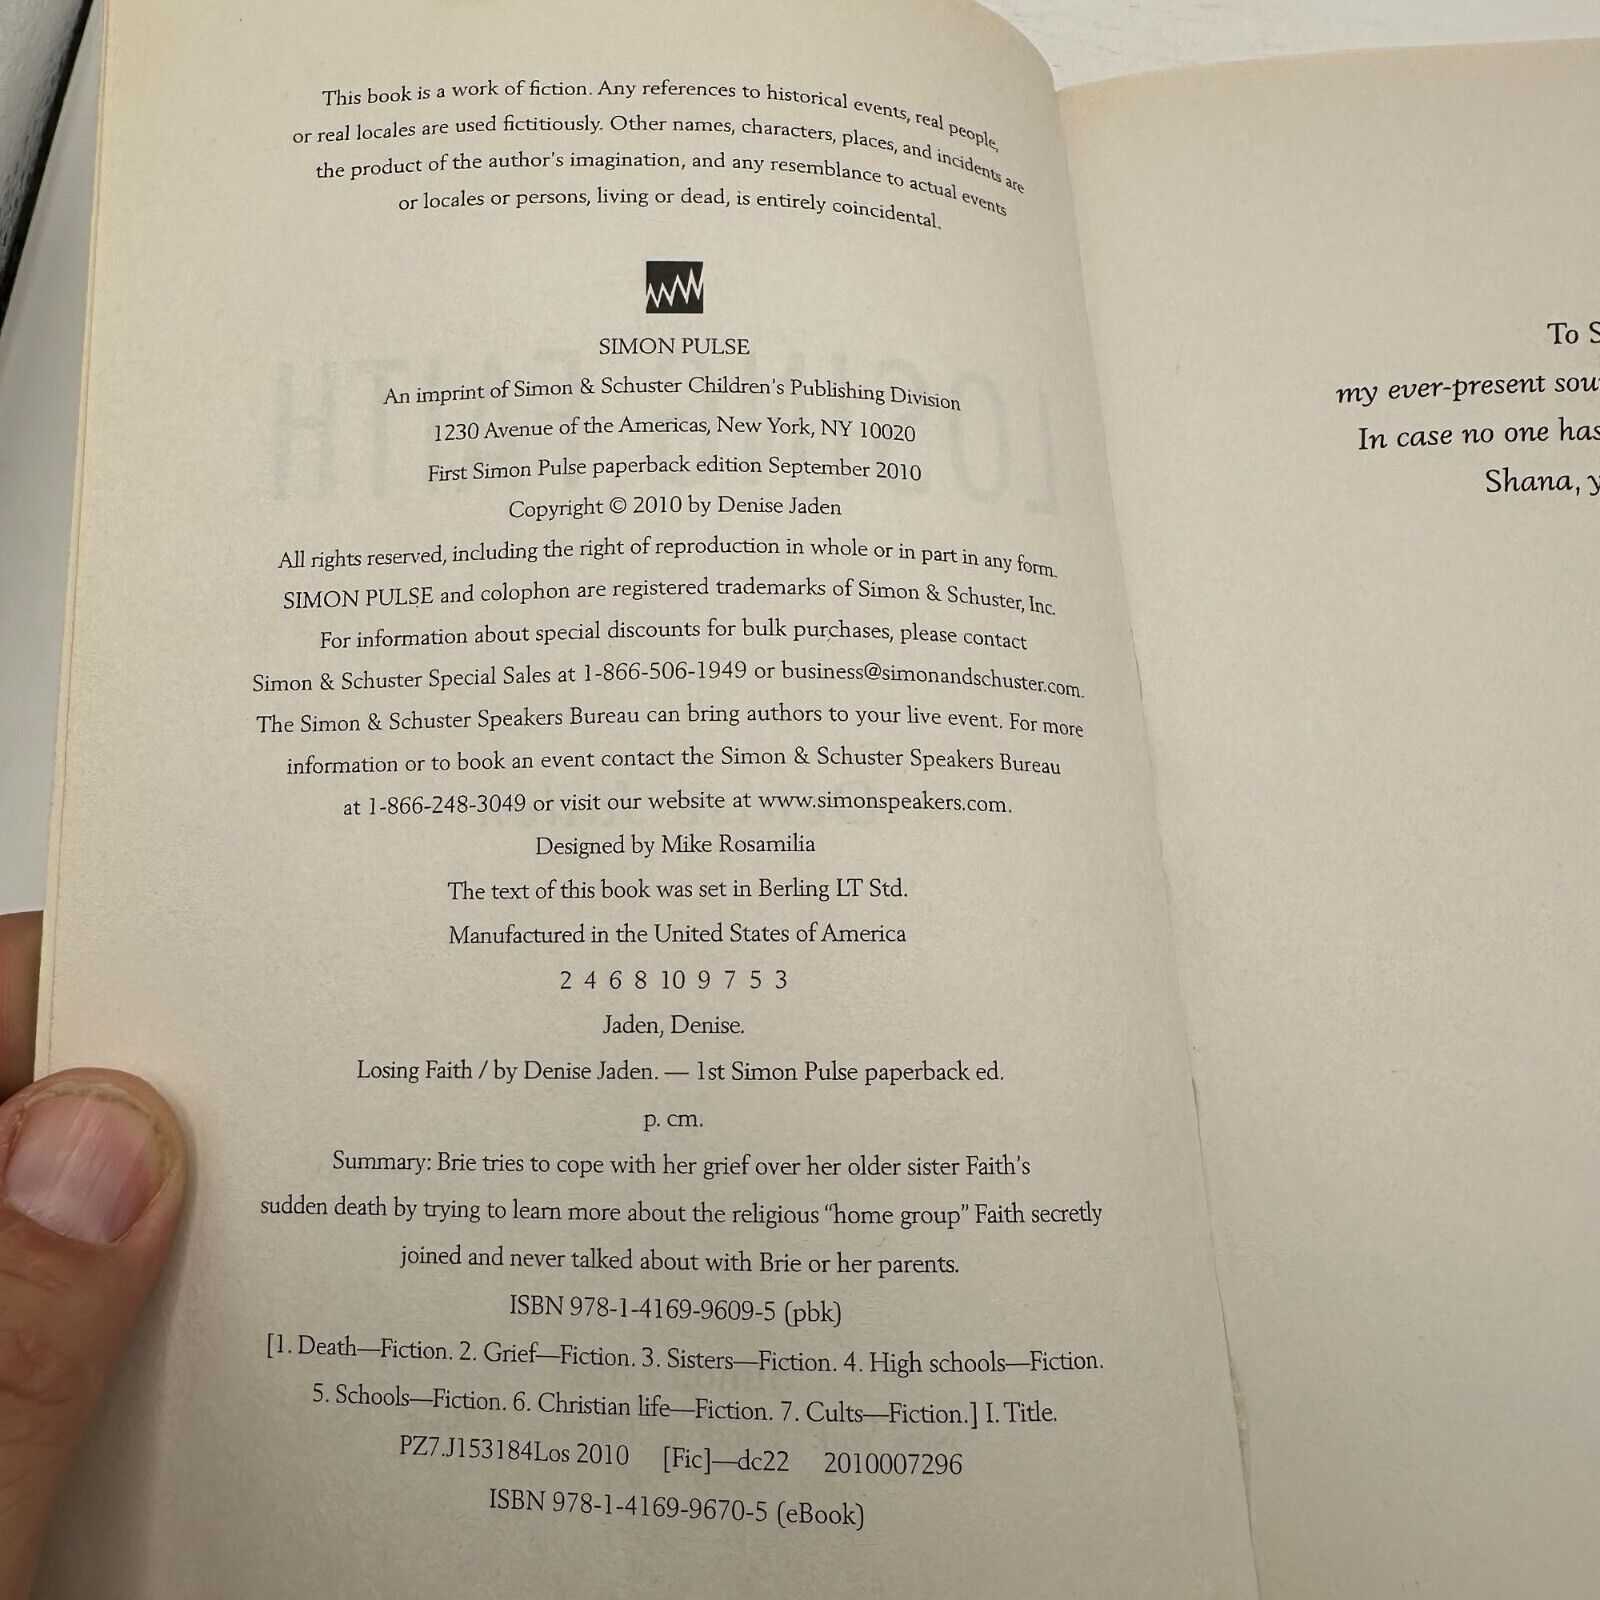 This book is a work of fiction. Any references to historical events, real people,
or real locales are used fictitiously. Other names, characters, places, and incidents are
the product of the author's imagination, and any resemblance to actual events
or locales or persons, living or dead, is entirely coincidental.
SIMON PULSE
An imprint of Simon & Schuster Children's Publishing Division
1230 Avenue of the Americas, New York, NY 10020
First Simon Pulse paperback edition September 2010
Copyright © 2010 by Denise Jaden
All rights reserved, including the right of reproduction in whole or in part in any form.
SIMON PULSE and colophon are registered trademarks of Simon & Schuster, Inc.
For information about special discounts for bulk purchases, please contact
Simon & Schuster Special Sales at 1-866-506-1949 or business@simonandschuster.com.
The Simon & Schuster Speakers Bureau can bring authors to your live event. For more
information or to book an event contact the Simon & Schuster Speakers Bureau
at 1-866-248-3049 or visit our website at www.simonspeakers.com.
Designed by Mike Rosamilia
The text of this book was set in Berling LT Std.
Manufactured in the United States of America
2 4 6 8 10 9 7 5 3
Jaden, Denise.
Losing Faith / by Denise Jaden. — 1st Simon Pulse paperback ed.
p. cm.
Summary: Brie tries to cope with her grief over her older sister Faith's
sudden death by trying to learn more about the religious "home group" Faith secretly
joined and never talked about with Brie or her parents.
ISBN 978-1-4169-9609-5 (pbk)
[1. Death—Fiction. 2. Grief—Fiction. 3. Sisters—Fiction. 4. High schools—Fiction.
5. Schools—Fiction. 6. Christian life—Fiction. 7. Cults—Fiction.] I. Title.
PZ7.J153184Los 2010 [Fic]—dc22 2010007296
ISBN 978-1-4169-9670-5 (eBook)
To
my ever-present
In case no one has
Shana,